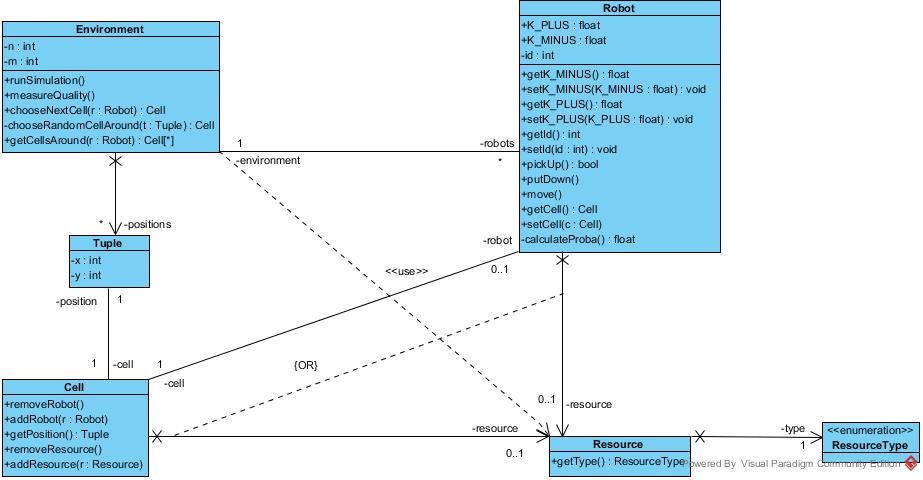 Environment
-n : int
-m : int
+runSimulation()
+measureQuality()
+chooseNextCell(r : Robot) : Cell
-chooseRandomCellAround(t : Tuple) : Cell
+getCellsAround(r : Robot) : Cell[*]
Robot
+K_PLUS : float
+K_MINUS : float
-id : int
+getK_MINUS() : float
+setK_MINUS(K_MINUS : float) : void
+getK_PLUS() : float
+setK_PLUS(K_PLUS : float) : void
+getId() : int
+setId(id : int) : void
+pickUp() : bool
+putDown()
+move()
+getCell() : Cell
+setCell(c : Cell)
-calculateProba() : float
1
-robots
-environment
*
*
-positions
Tuple
-x : int
-y : int
-robot
0..1
<<use>>
-position
1
1
-cell
1
-cell
{OR}
Cell
+removeRobot()
+addRobot(r : Robot)
+getPosition() : Tuple
+removeResource()
+addResource(r : Resource)
0..1
-resource
-resource
0..1
Resource
+getType() : ResourceType
-type
1
<<enumeration>>
ResourceType
Powered By Visual Paradigm Community Edition